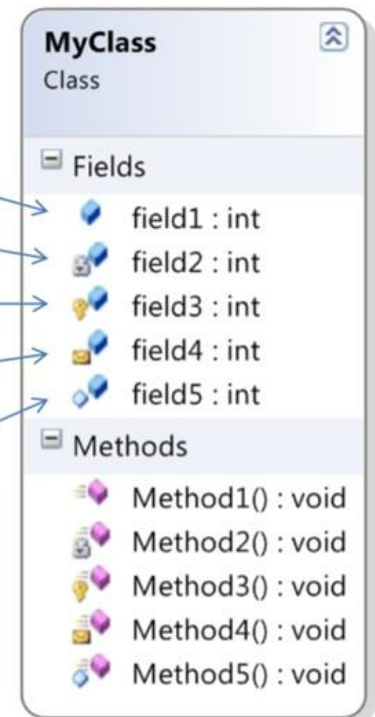 MyClass
Class
Fields
field1 : int
field2 : int
field3 : int
field4 : int
field5 : int
Methods
Method1() : void
Method2() : void
Method3() : void
Method4() : void
Method5() : void